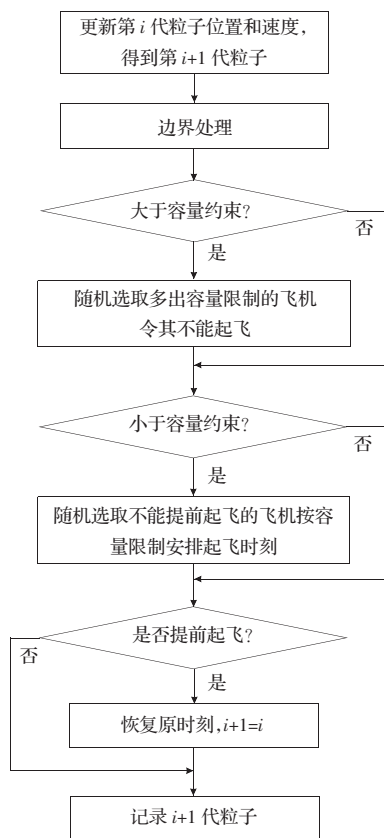 更新第 i 代粒子位置和速度,
得到第 i+1 代粒子
边界处理
大于容量约束?
否
是
随机选取多出容量限制的飞机
令其不能起飞
小于容量约束?
否
是
随机选取不能提前起飞的飞机按容
量限制安排起飞时刻
是否提前起飞?
否
是
恢复原时刻,i+1=i
记录 i+1 代粒子